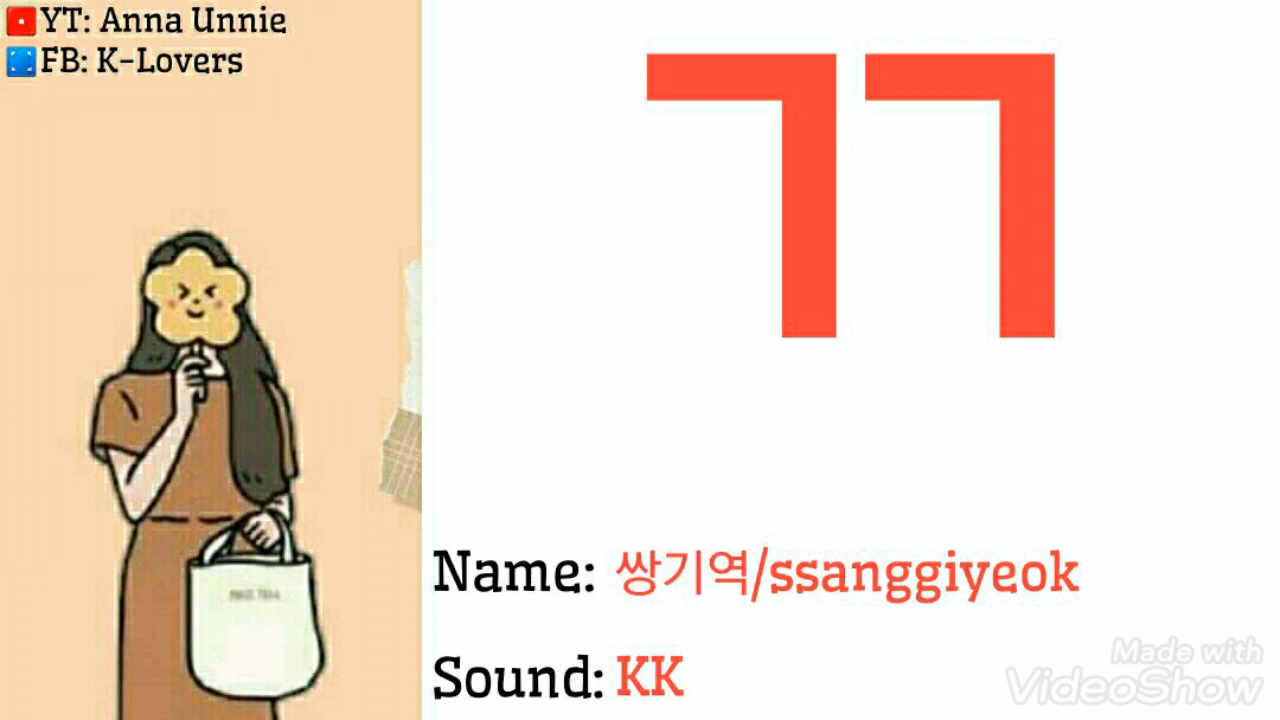 YT: Anna Unnie
FB: K-Lovers
ㄲ
Name: 쌍기역/ssanggiyeok
Sound: KK
Made with
VideoShow